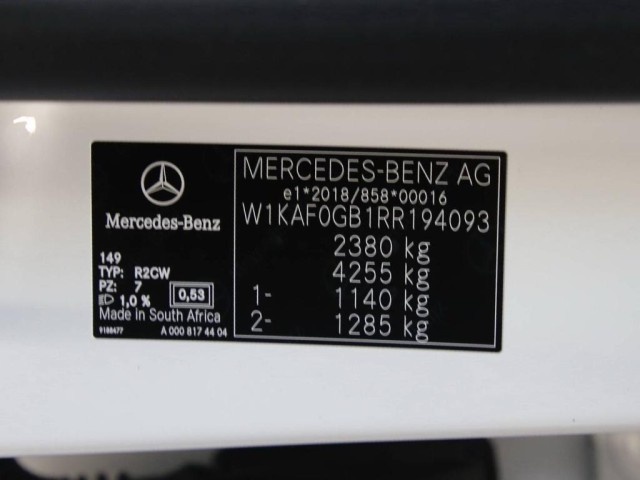 Mercedes-Benz
149
TYP: R2CW
PZ: 7
1,0 % 0,53
Made in South Africa
9188477 A 000 817 44 04
MERCEDES-BENZ AG
e1*2018/858*00016
W1KAF0GB1RR194093
2380 kg
4255 kg
1- 1140 kg
2- 1285 kg